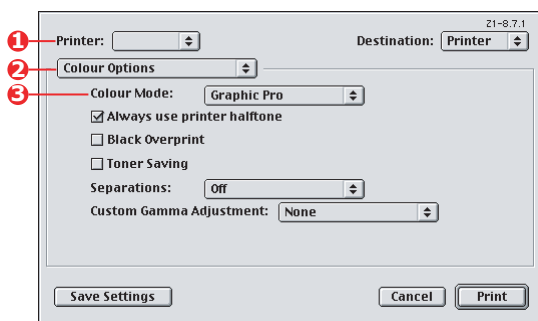 Z1-8.7.1
1 Printer: Destination: Printer
2 Colour Options
3 Colour Mode: Graphic Pro
Always use printer halftone
Black Overprint
Toner Saving
Separations: Off
Custom Gamma Adjustment: None
Save Settings Cancel Print